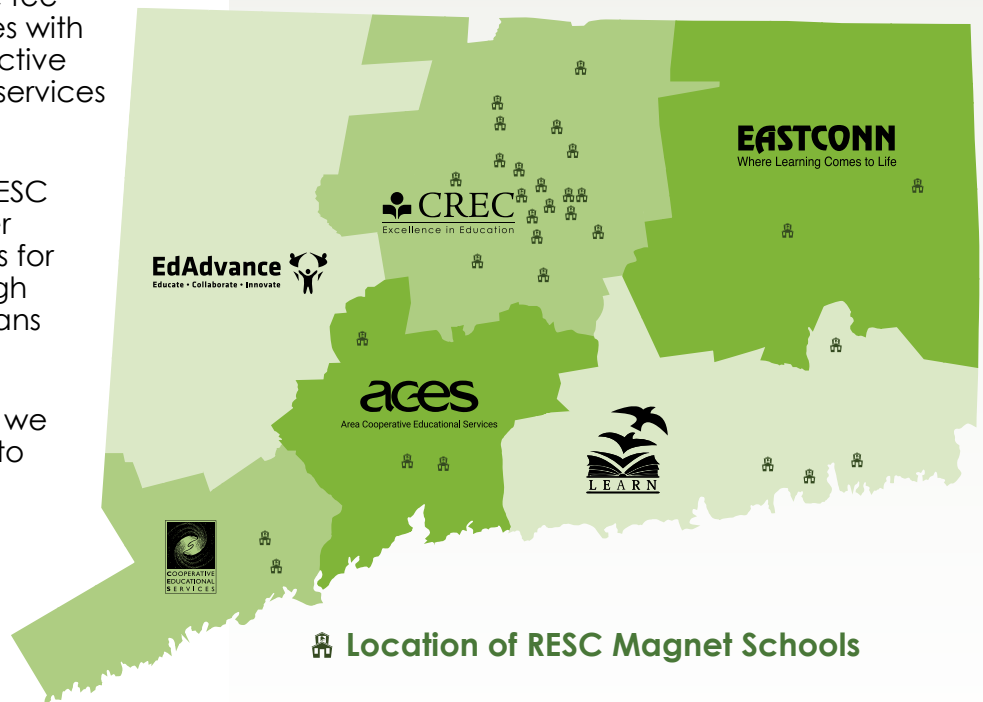 es with
ctive
services
ESC
er
s for
gh
ans
we
to
EASTCONN
Where Learning Comes to Life
CREC
Excellence in Education
EdAdvance
Educate • Collaborate • Innovate
aces
Area Cooperative Educational Services
LEARN
COOPERATIVE
EDUCATIONAL
SERVICES
Location of RESC Magnet Schools